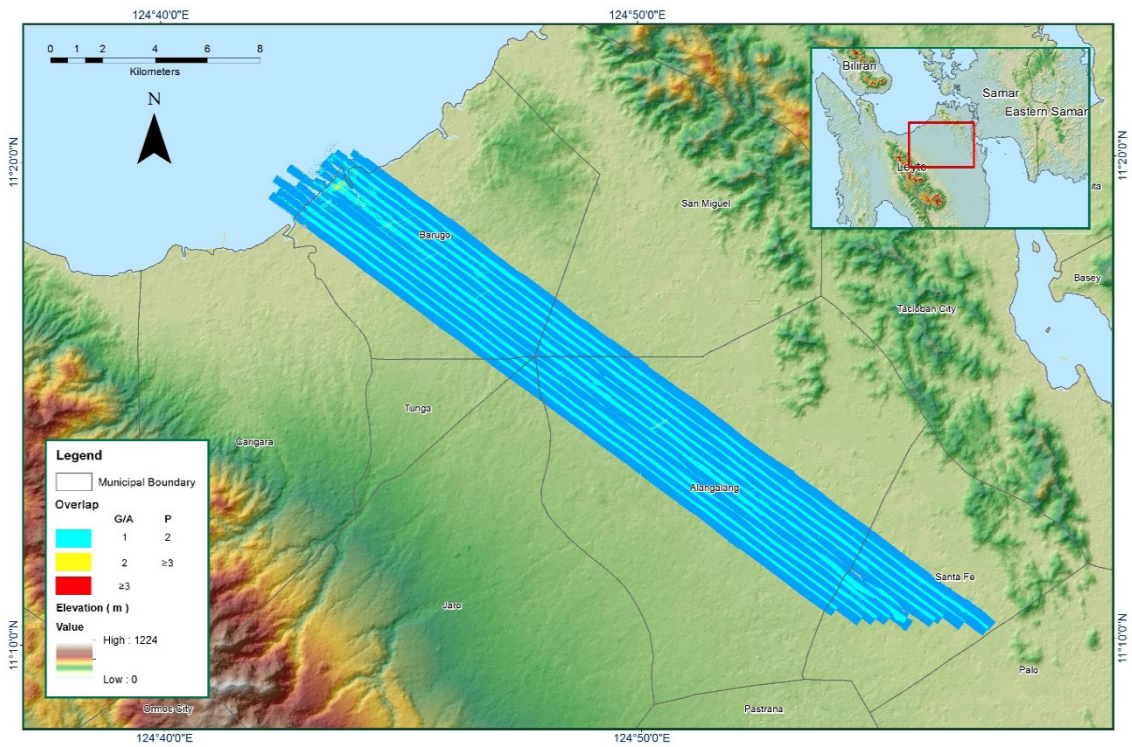 124°40'0"E
124°50'0"E
0 1 2 4 6 8
Kilometers
N
Biliran
Samar
Eastern Samar
Leyte
11°20'0"N
11°20'0"N
San Miguel
Barugo
Basey
Tacloban City
Tunga
Carigara
Alangalang
Santa Fe
Jaro
Palo
Pastrana
Ormoc City
Legend
Municipal Boundary
Overlap
G/A P
1 2
2 ≥3
≥3
Elevation ( m )
Value
High : 1224
Low : 0
11°10'0"N
11°10'0"N
124°40'0"E
124°50'0"E